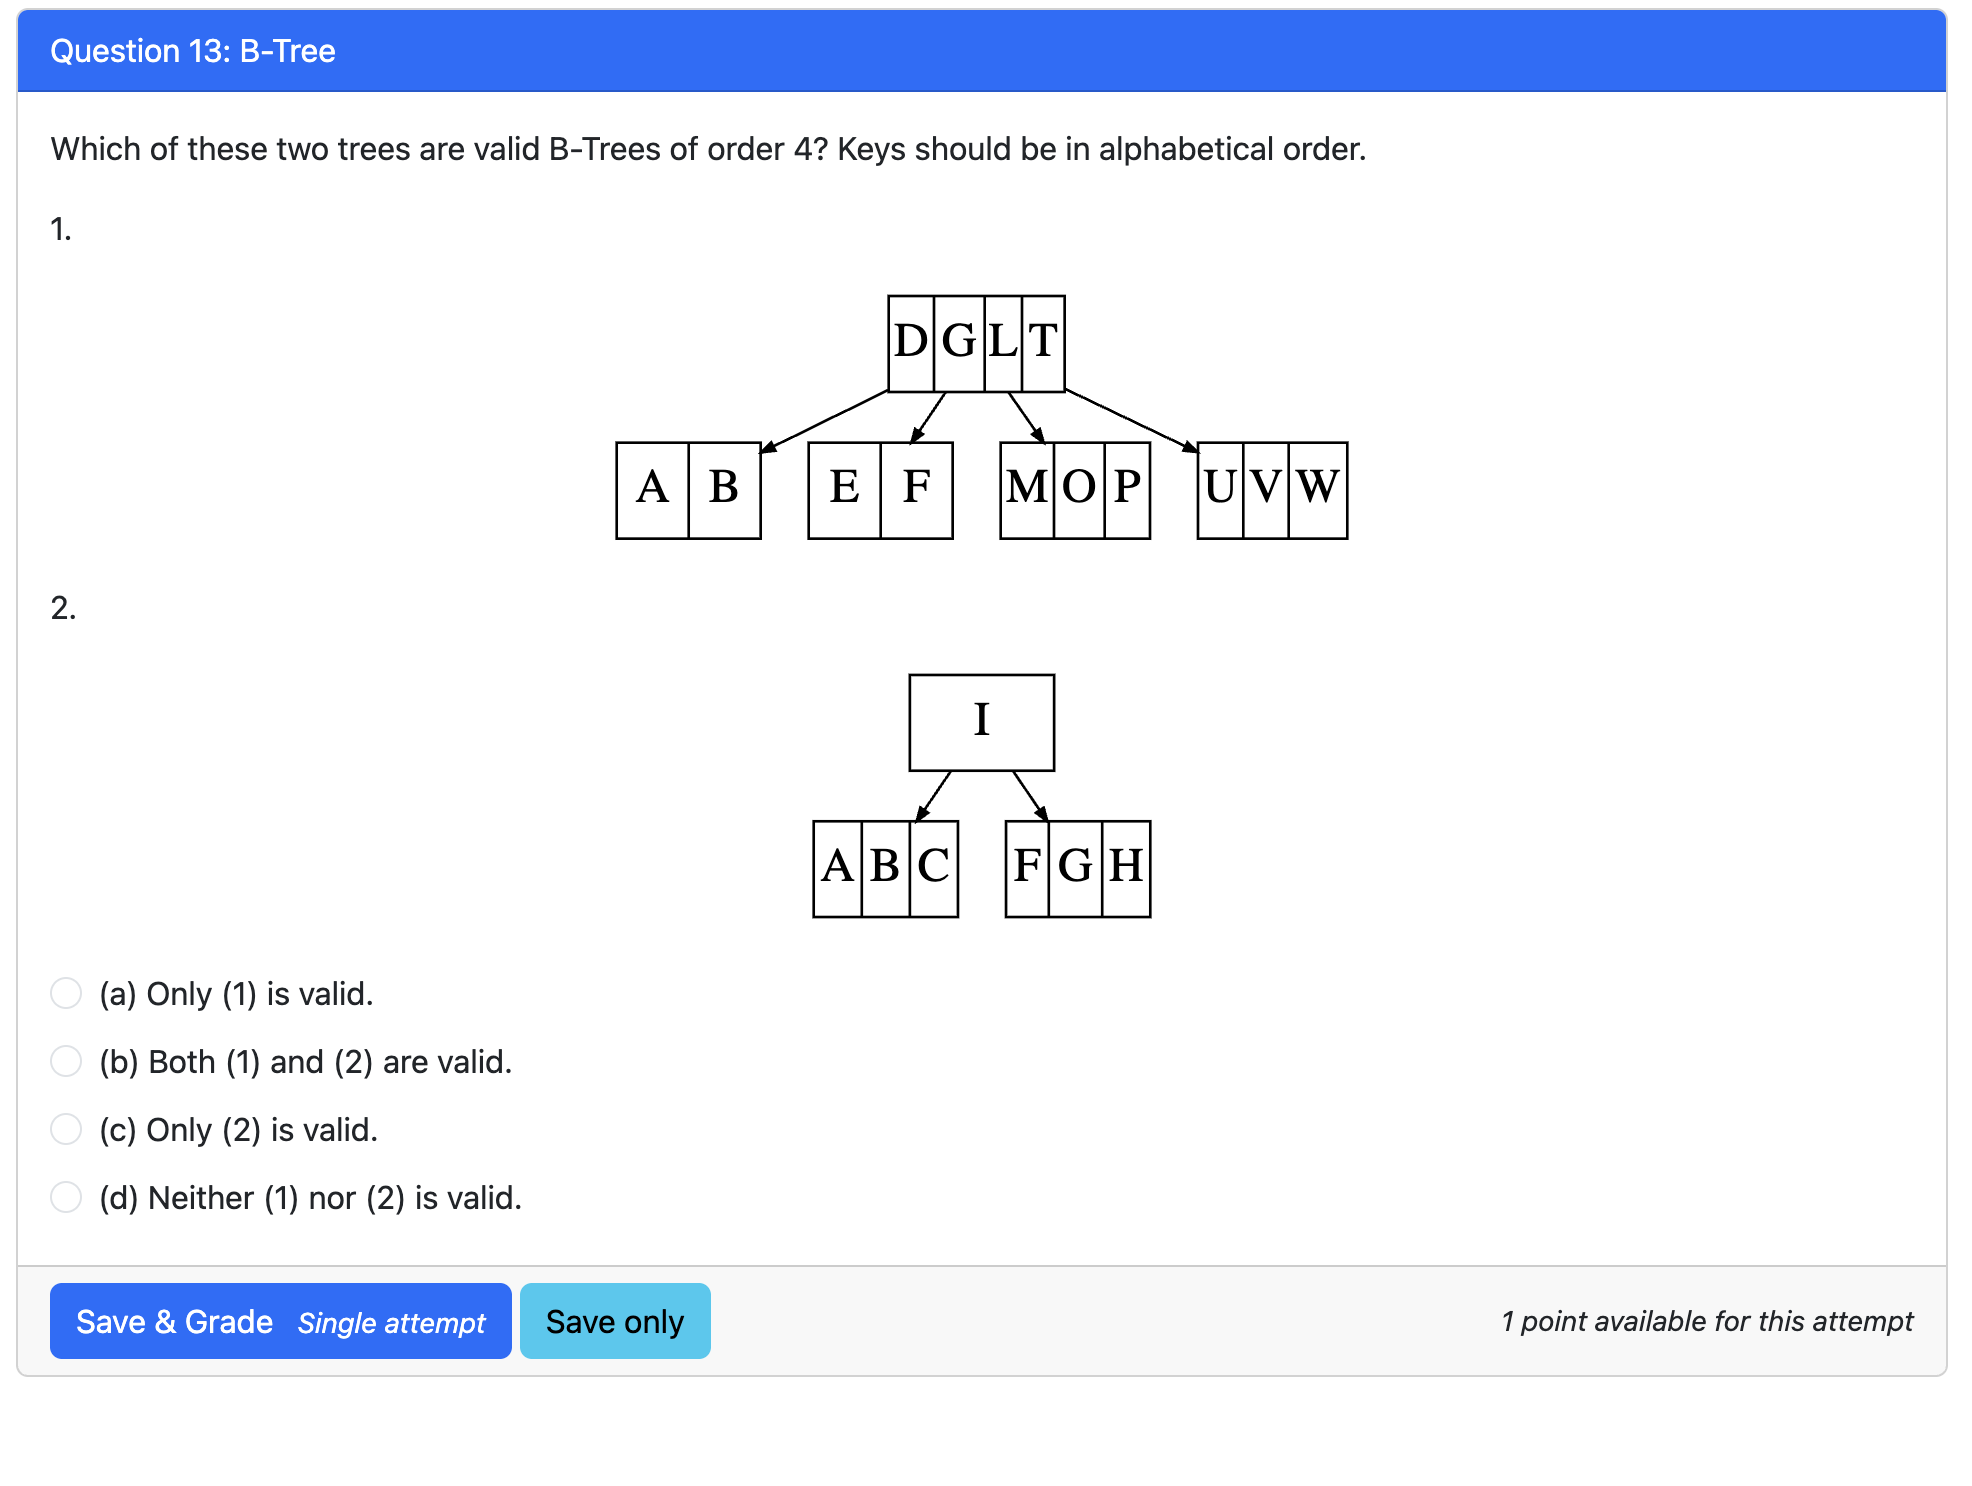 Question 13: B-Tree
Which of these two trees are valid B-Trees of order 4? Keys should be in alphabetical order.
1.
D G L T
A B E F M O P U V W
2.
I
A B C F G H
(a) Only (1) is valid.
(b) Both (1) and (2) are valid.
(c) Only (2) is valid.
(d) Neither (1) nor (2) is valid.
Save & Grade Single attempt Save only 1 point available for this attempt